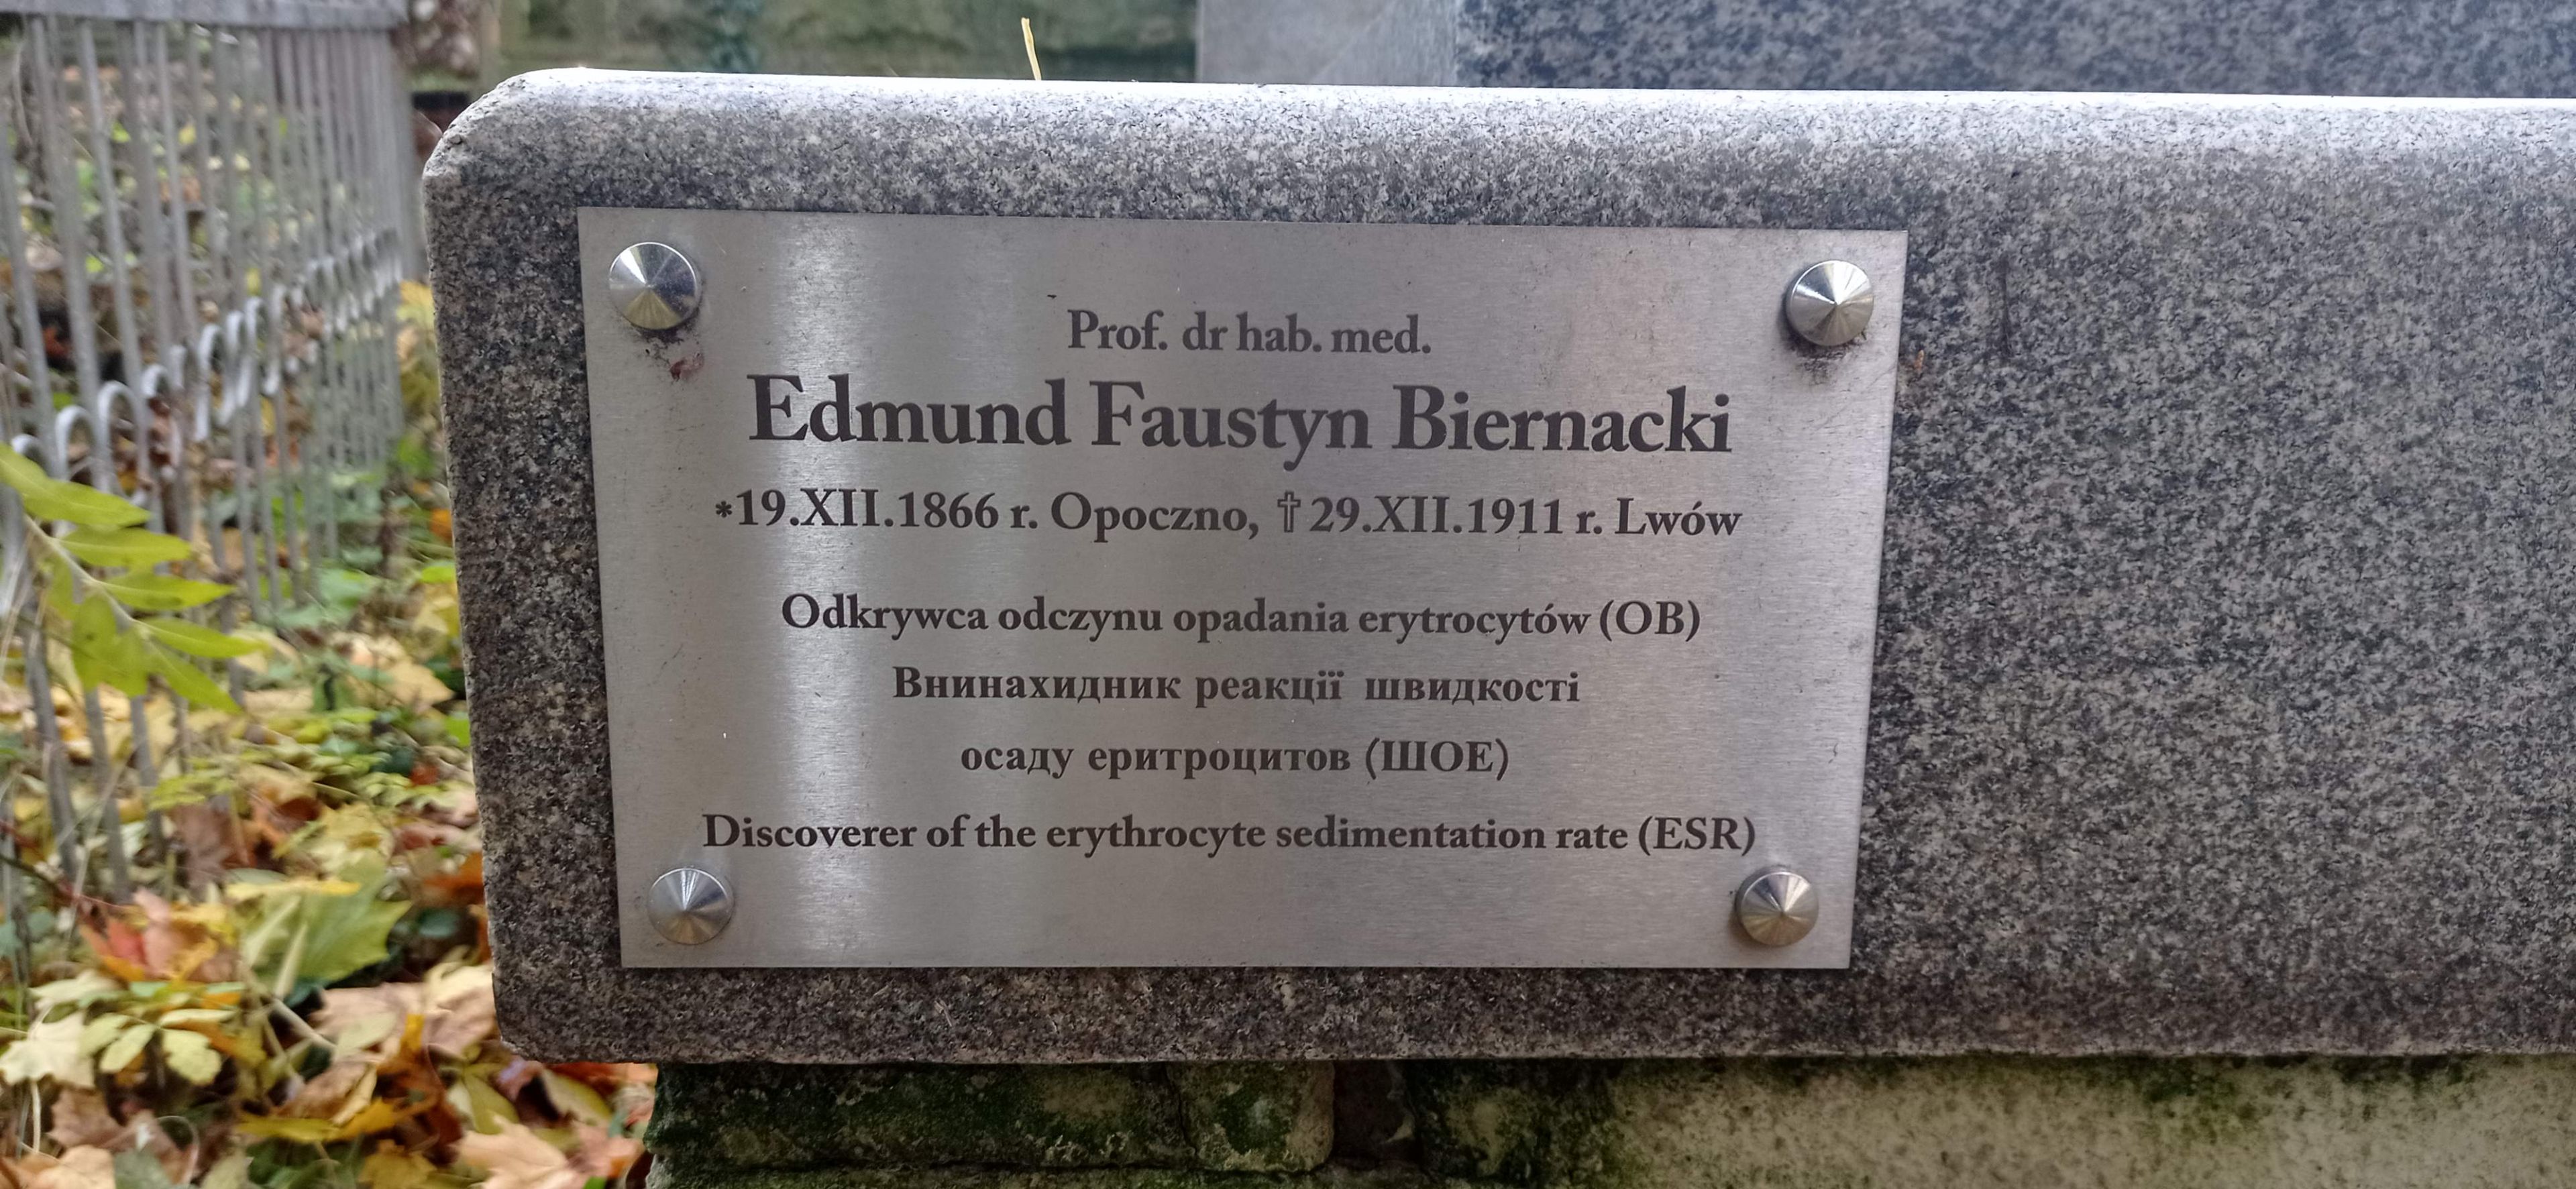 Prof. dr hab. med.
Edmund Faustyn Biernacki
*19.XII.1866 r. Opoczno, ✝29.XII.1911 r. Lwów
Odkrywca odczynu opadania erytrocytów (OB)
Внинахидник реакції швидкості
осаду еритроцитов (ШОЕ)
Discoverer of the erythrocyte sedimentation rate (ESR)